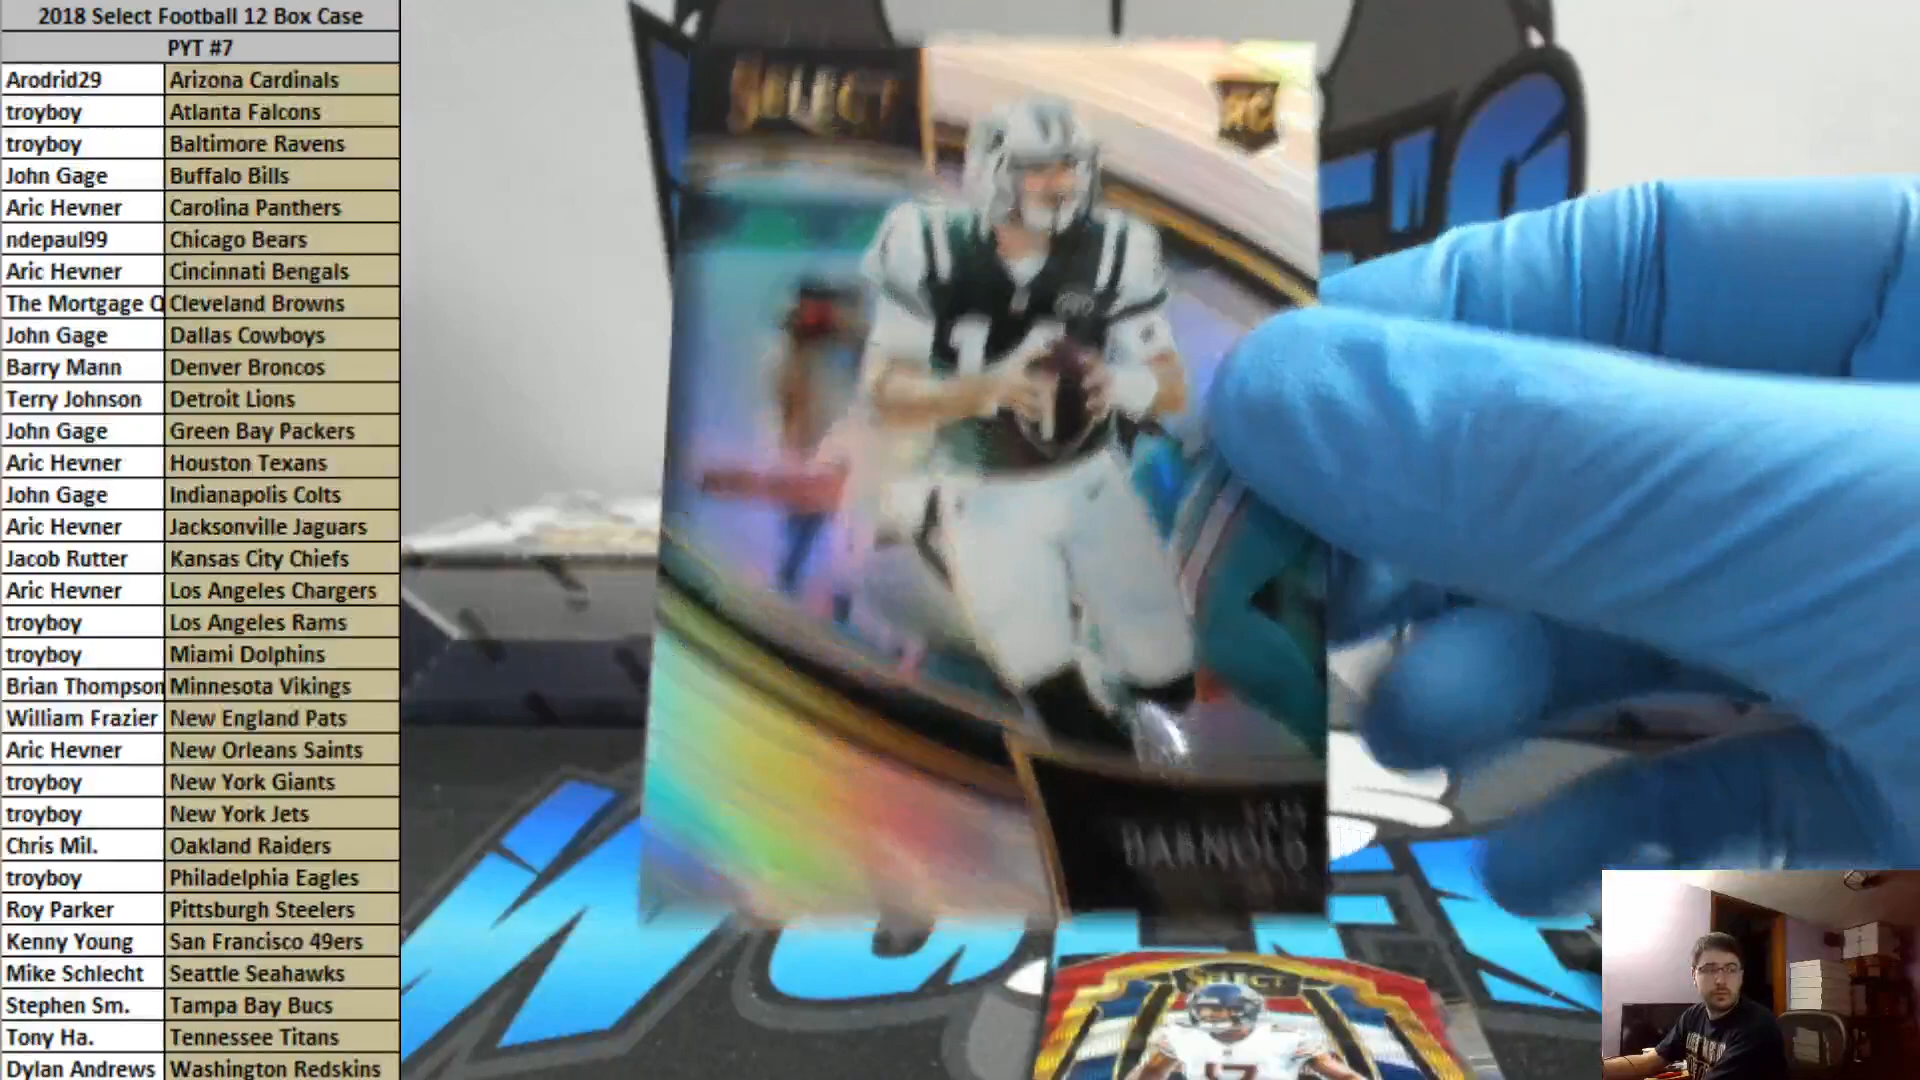 2018 Select Football 12 Box Case
PYT #7
Arodrid29 Arizona Cardinals
troyboy Atlanta Falcons
troyboy Baltimore Ravens
John Gage Buffalo Bills
Aric Hevner Carolina Panthers
ndepaul99 Chicago Bears
Aric Hevner Cincinnati Bengals
The Mortgage Cleveland Browns
John Gage Dallas Cowboys
Barry Mann Denver Broncos
Terry Johnson Detroit Lions
John Gage Green Bay Packers
Aric Hevner Houston Texans
John Gage Indianapolis Colts
Aric Hevner Jacksonville Jaguars
Jacob Rutter Kansas City Chiefs
Aric Hevner Los Angeles Chargers
troyboy Los Angeles Rams
troyboy Miami Dolphins
Brian Thompson Minnesota Vikings
William Frazier New England Pats
Aric Hevner New Orleans Saints
troyboy New York Giants
troyboy New York Jets
Chris Mil. Oakland Raiders
troyboy Philadelphia Eagles
Roy Parker Pittsburgh Steelers
Kenny Young San Francisco 49ers
Mike Schlecht Seattle Seahawks
Stephen Sm. Tampa Bay Bucs
Tony Ha. Tennessee Titans
Dylan Andrews Washington Redskins
SELECT
RC
14
SAM
DARNOLD
SELECT
17